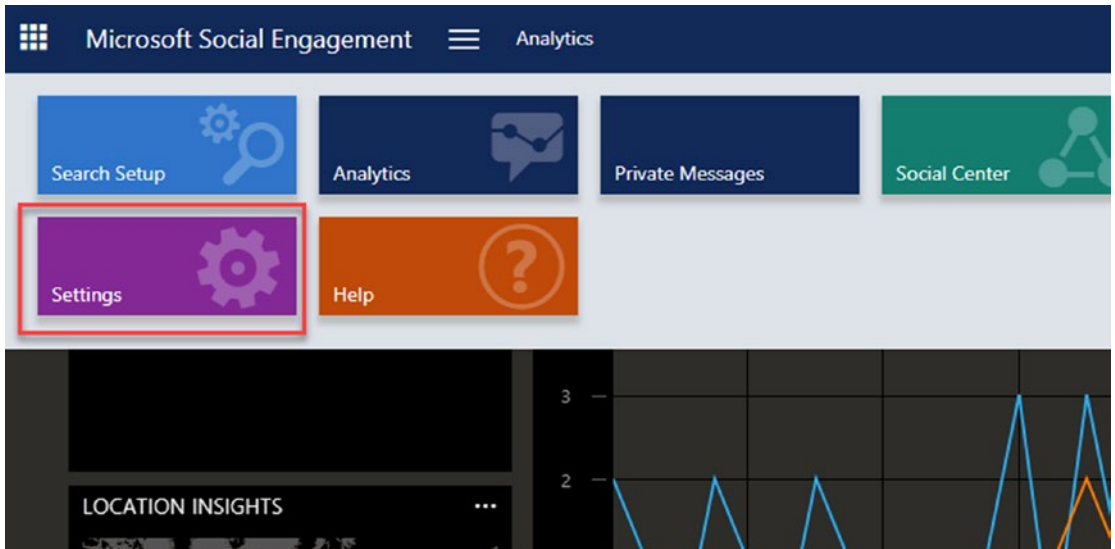 Microsoft Social Engagement Analytics
Search Setup
Analytics
Private Messages
Social Center
Settings
Help
?
3
2
LOCATION INSIGHTS